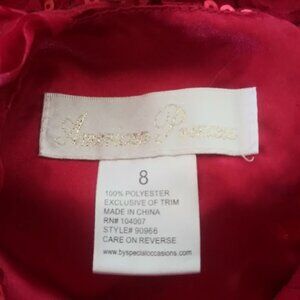 American Princess
8
100% POLYESTER
EXCLUSIVE OF TRIM
MADE IN CHINA
RN# 104007
STYLE# 90966
CARE ON REVERSE
www.byspecialoccasions.com